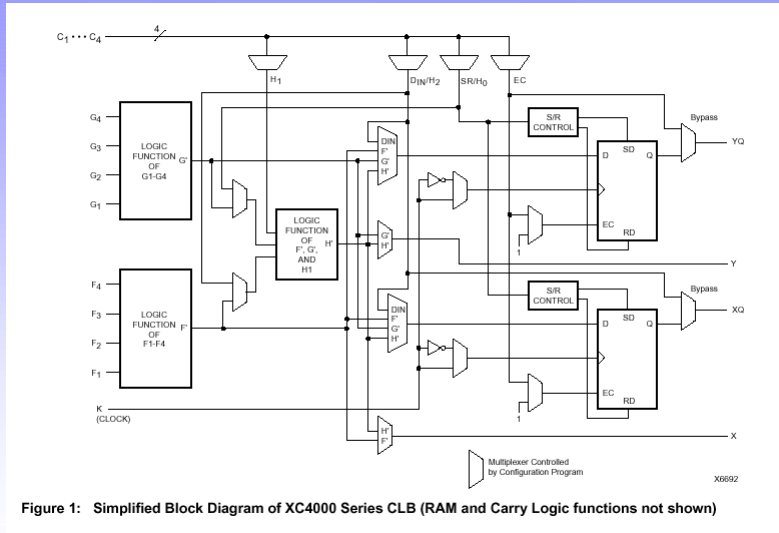 C1 ••• C4
4
H1
DIN/H2
SR/H0
EC
G4
G3
G2
G1
LOGIC
FUNCTION
OF
G1-G4
G'
F4
F3
F2
F1
LOGIC
FUNCTION
OF
F1-F4
F'
LOGIC
FUNCTION
OF
F', G',
AND
H1
H'
DIN
F'
G'
H'
G'
H'
DIN
F'
G'
H'
H'
F'
S/R
CONTROL
D
SD
Q
EC
RD
1
Bypass
YQ
Y
S/R
CONTROL
D
SD
Q
EC
RD
1
Bypass
XQ
X
K
(CLOCK)
Multiplexer Controlled
by Configuration Program
X6692
Figure 1: Simplified Block Diagram of XC4000 Series CLB (RAM and Carry Logic functions not shown)